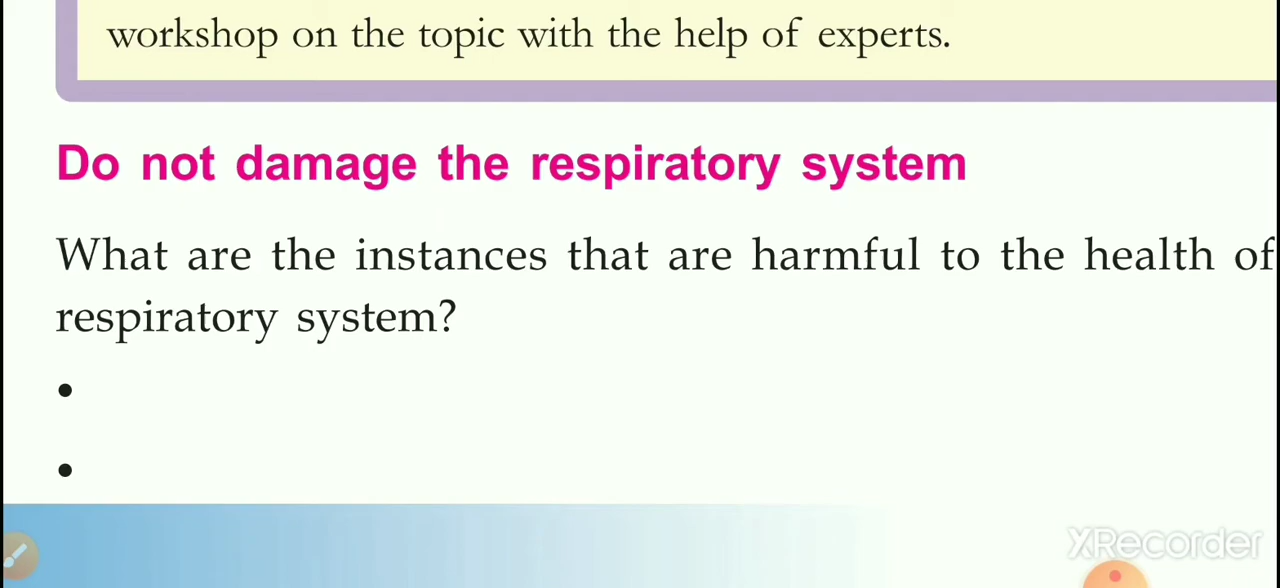 workshop on the topic with the help of experts.
Do not damage the respiratory system
What are the instances that are harmful to the health of
respiratory system?
•
•
XRecorder